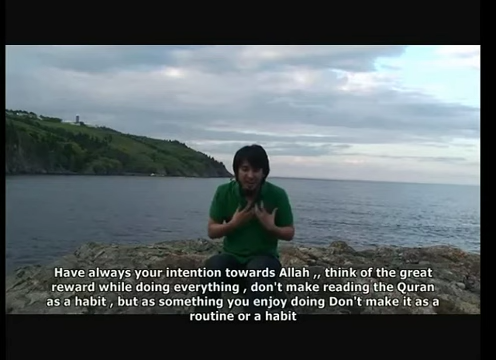 Have always your intention towards Allah ,, think of the great
reward while doing everything , don't make reading the Quran
as a habit , but as something you enjoy doing Don't make it as a
routine or a habit